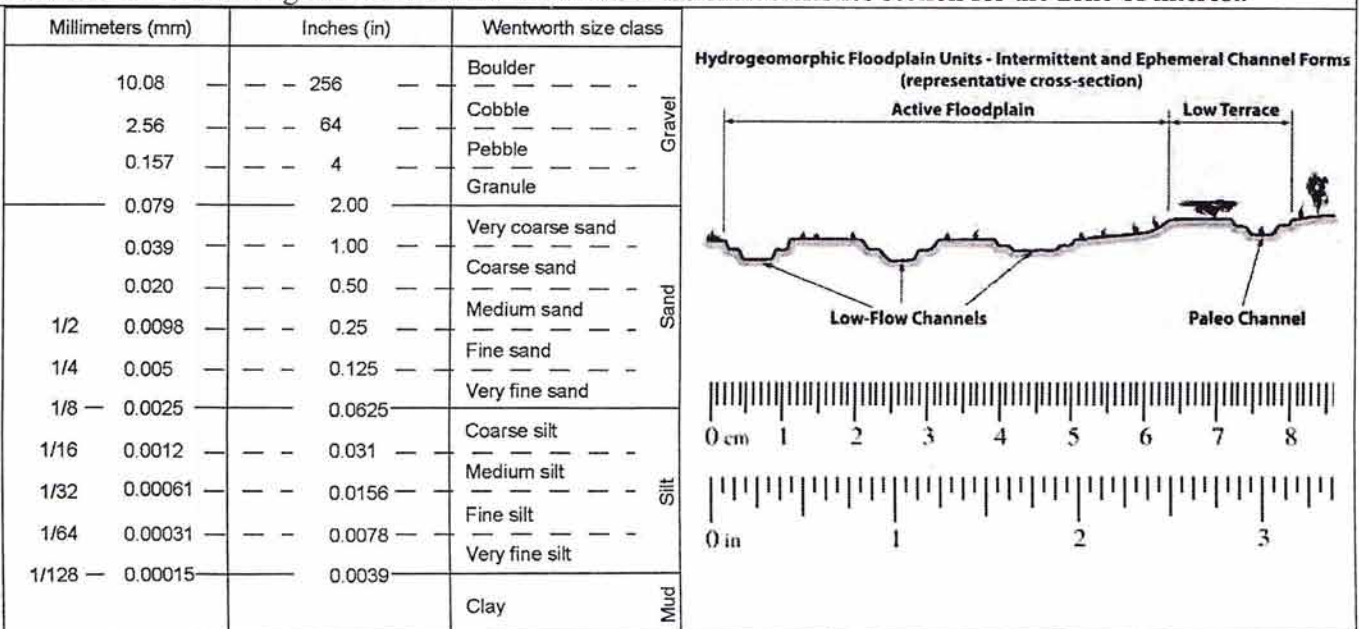 section for the zone of interest.
Millimeters (mm) Inches (in) Wentworth size class
Boulder
10.08 — — — 256 — — — — — — —
Cobble
2.56 — — — 64 — — — — — — —
Pebble
0.157 — — — 4 — — — — — — —
Granule
0.079 2.00
Very coarse sand
0.039 — — — 1.00 — — — — — — —
Coarse sand
0.020 — — — 0.50 — — — — — — —
Medium sand
1/2 0.0098 — — — 0.25 — — — — — — —
Fine sand
1/4 0.005 — — — 0.125 — — — — — — —
Very fine sand
1/8 — 0.0025 0.0625
Coarse silt
1/16 0.0012 — — — 0.031 — — — — — — —
Medium silt
1/32 0.00061 — — — 0.0156 — — — — — — —
Fine silt
1/64 0.00031 — — — 0.0078 — — — — — — —
Very fine silt
1/128 — 0.00015 0.0039
Clay
Gravel
Sand
Silt
Mud
Hydrogeomorphic Floodplain Units - Intermittent and Ephemeral Channel Forms
(representative cross-section)
Active Floodplain Low Terrace
Low-Flow Channels Paleo Channel
0 cm 1 2 3 4 5 6 7 8
0 in 1 2 3